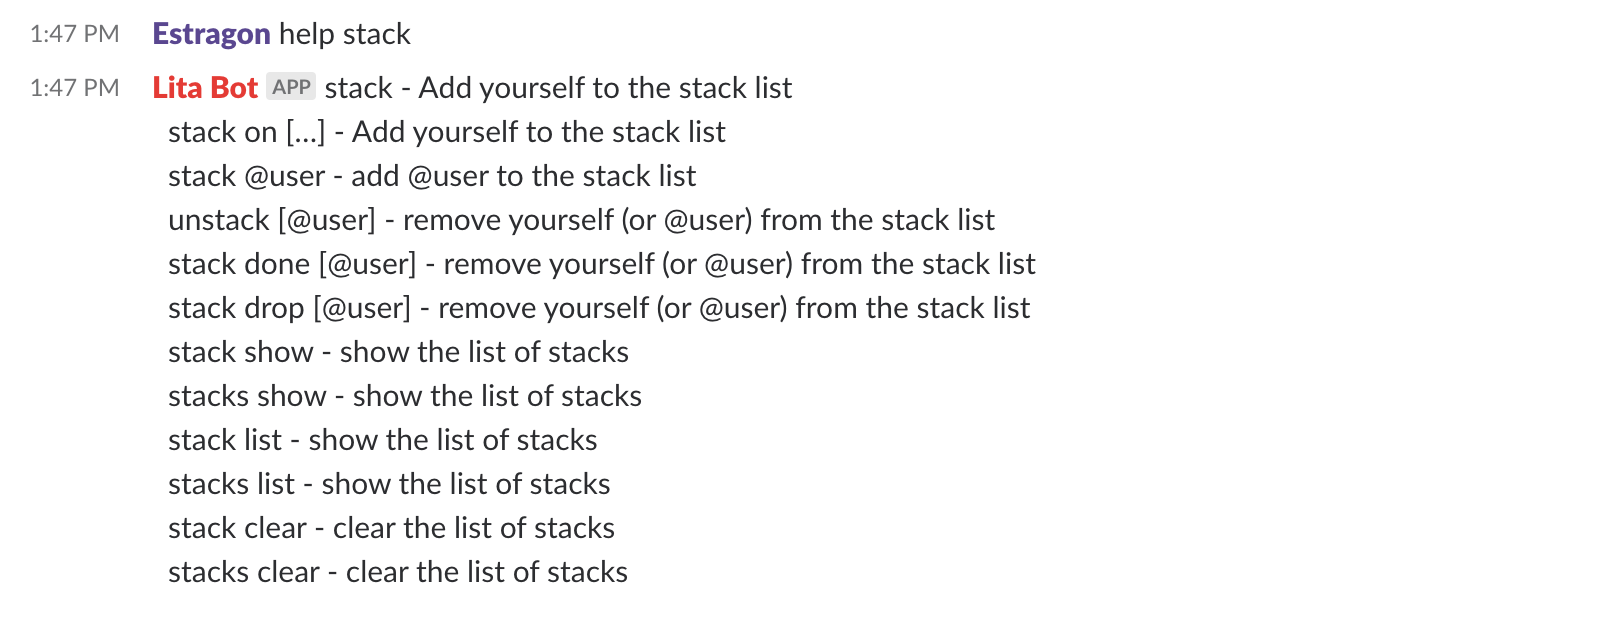 1:47 PM Estragon help stack
1:47 PM Lita Bot APP stack - Add yourself to the stack list
stack on [...] - Add yourself to the stack list
stack @user - add @user to the stack list
unstack [@user] - remove yourself (or @user) from the stack list
stack done [@user] - remove yourself (or @user) from the stack list
stack drop [@user] - remove yourself (or @user) from the stack list
stack show - show the list of stacks
stacks show - show the list of stacks
stack list - show the list of stacks
stacks list - show the list of stacks
stack clear - clear the list of stacks
stacks clear - clear the list of stacks